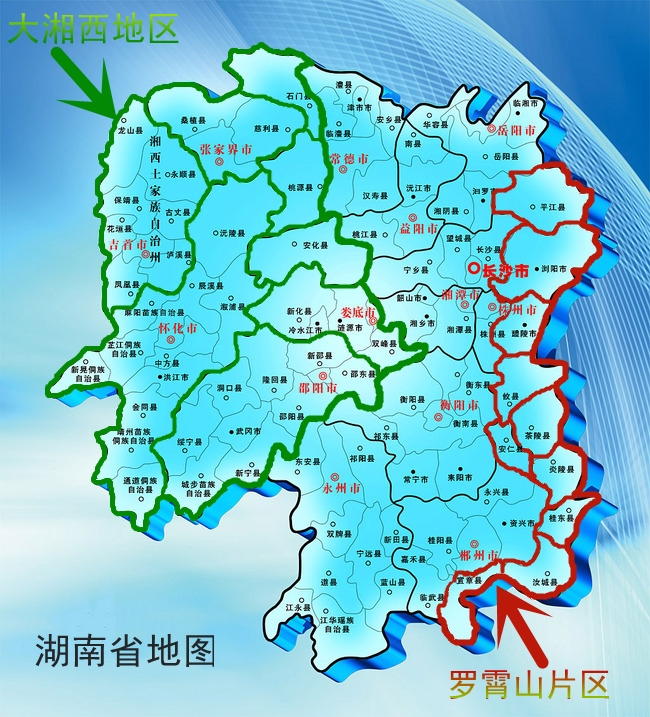 大湘西地区
石门县
澧县
津市市
安乡县
临澧县
临湘市
华容县
岳阳市
岳阳县
南县
龙山县
桑植县
慈利县
张家界市
常德市
湘西土家族自治州
永顺县
桃源县
汉寿县
沅江市
湘阴县
平江县
保靖县
古丈县
花垣县
吉首市
泸溪县
沅陵县
安化县
桃江县
益阳市
望城县
长沙县
长沙市
浏阳市
宁乡县
凤凰县
辰溪县
溆浦县
麻阳苗族自治县
怀化市
新化县
冷水江市
涟源市
娄底市
双峰县
韶山市
湘潭市
湘乡市
湘潭县
株洲市
醴陵市
芷江侗族
自治县
新晃侗族
自治县
中方县
洪江市
会同县
新邵县
邵东县
邵阳市
隆回县
洞口县
邵阳县
衡东县
衡阳县
衡阳市
衡南县
攸县
茶陵县
安仁县
炎陵县
靖州苗族
侗族自治县
绥宁县
武冈市
新宁县
城步苗族
自治县
通道侗族
自治县
东安县
祁东县
祁阳县
永州市
常宁市
耒阳市
永兴县
资兴市
桂东县
双牌县
新田县
桂阳县
郴州市
宁远县
嘉禾县
道县
蓝山县
临武县
宜章县
汝城县
江永县
江华瑶族
自治县
湖南省地图
罗霄山片区